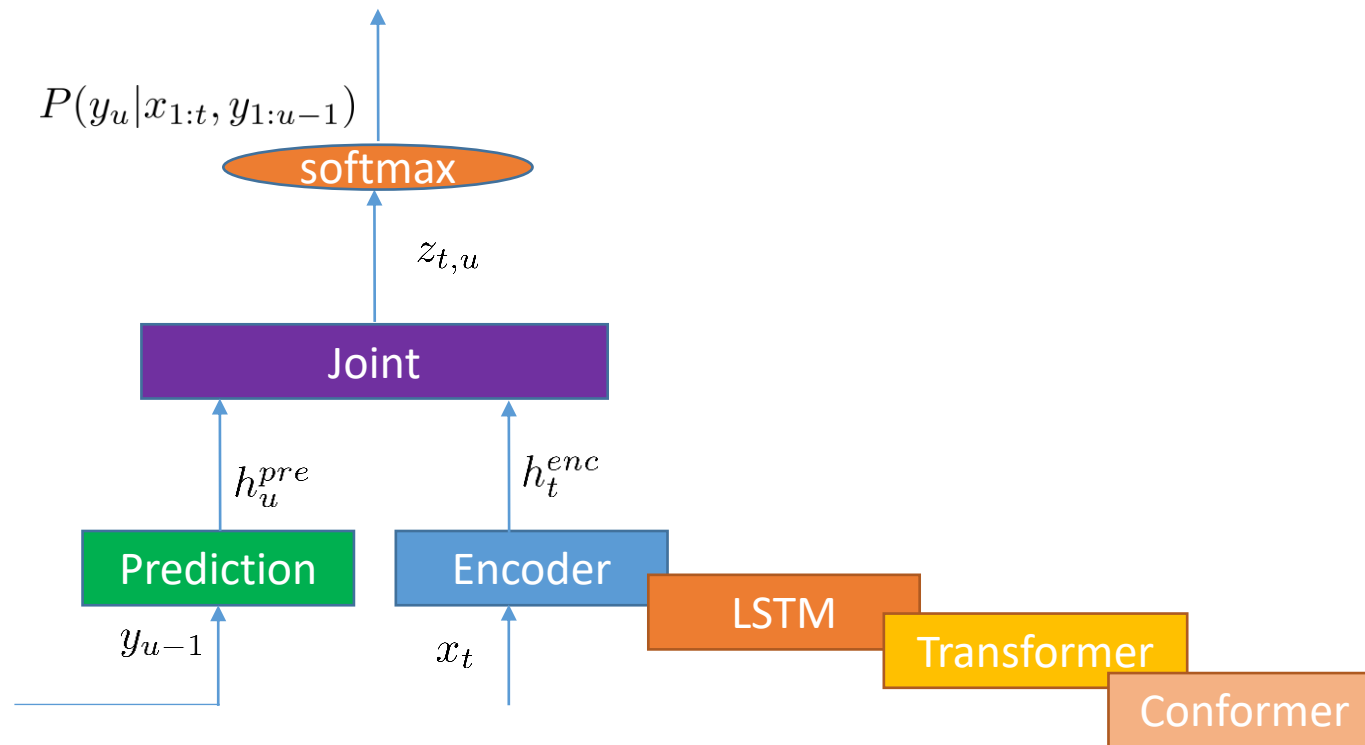 P(y_u|x_{1:t}, y_{1:u-1})
softmax
z_{t,u}
Joint
h_u^{pre}
h_t^{enc}
Prediction
Encoder
LSTM
y_{u-1}
x_t
Transformer
Conformer